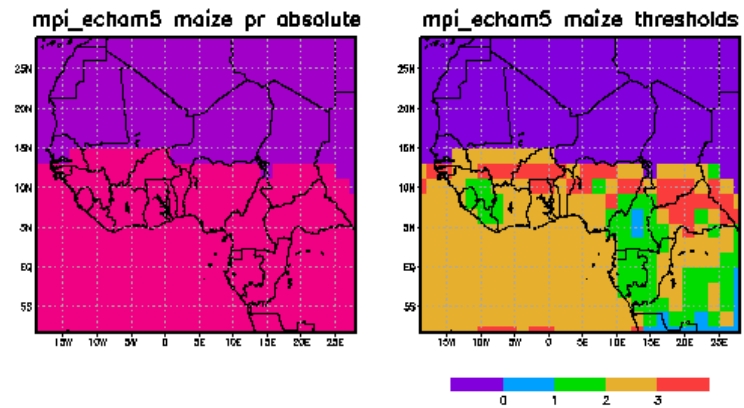 mpi_echam5 maize pr absolute
mpi_echam5 maize thresholds
25N
20N
15N
10N
5N
EQ
5S
15W 10W 5W 0 5E 10E 15E 20E 25E
25N
20N
15N
10N
5N
EQ
5S
15W 10W 5W 0 5E 10E 15E 20E 25E
0 1 2 3